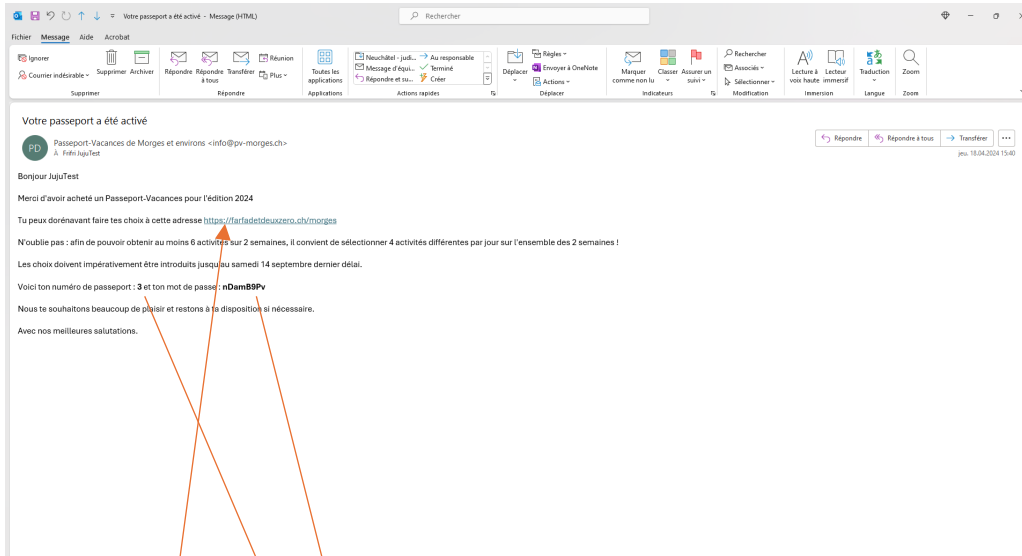 Votre passeport a été activé - Message (HTML)
Rechercher
Fichier Message Aide Acrobat
Ignorer
Courrier indésirable
Supprimer Archiver
Supprimer
Répondre Répondre à tous Transférer
Réunion
Plus
Répondre
Toutes les applications
Applications
Neuchâtel - judi... Au responsable
Message d'équi... Terminé
Répondre et su... Créer
Actions rapides
Déplacer
Règles
Envoyer à OneNote
Actions
Déplacer
Marquer comme non lu
Classer
Assurer un suivi
Indicateurs
Rechercher
Associés
Sélectionner
Modification
Lecture à voix haute
Lecteur immersif
Immersion
Traduction
Langue
Zoom
Zoom
Votre passeport a été activé
PD
Passeport-Vacances de Morges et environs <info@pv-morges.ch>
À Frifri JujuTest
Répondre Répondre à tous Transférer
jeu. 18.04.2024 15:40
Bonjour JujuTest
Merci d'avoir acheté un Passeport-Vacances pour l'édition 2024
Tu peux dorénavant faire tes choix à cette adresse https://farfadetdeuxzero.ch/morges
N'oublie pas : afin de pouvoir obtenir au moins 6 activités sur 2 semaines, il convient de sélectionner 4 activités différentes par jour sur l'ensemble des 2 semaines !
Les choix doivent impérativement être introduits jusqu'au samedi 14 septembre dernier délai.
Voici ton numéro de passeport : 3 et ton mot de passe : nDamB9Pv
Nous te souhaitons beaucoup de plaisir et restons à ta disposition si nécessaire.
Avec nos meilleures salutations.